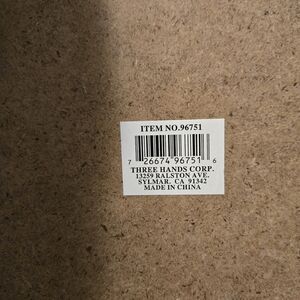 ITEM NO.96751
7 26674 96751 6
THREE HANDS CORP.
13259 RALSTON AVE.
SYLMAR, CA 91342
MADE IN CHINA